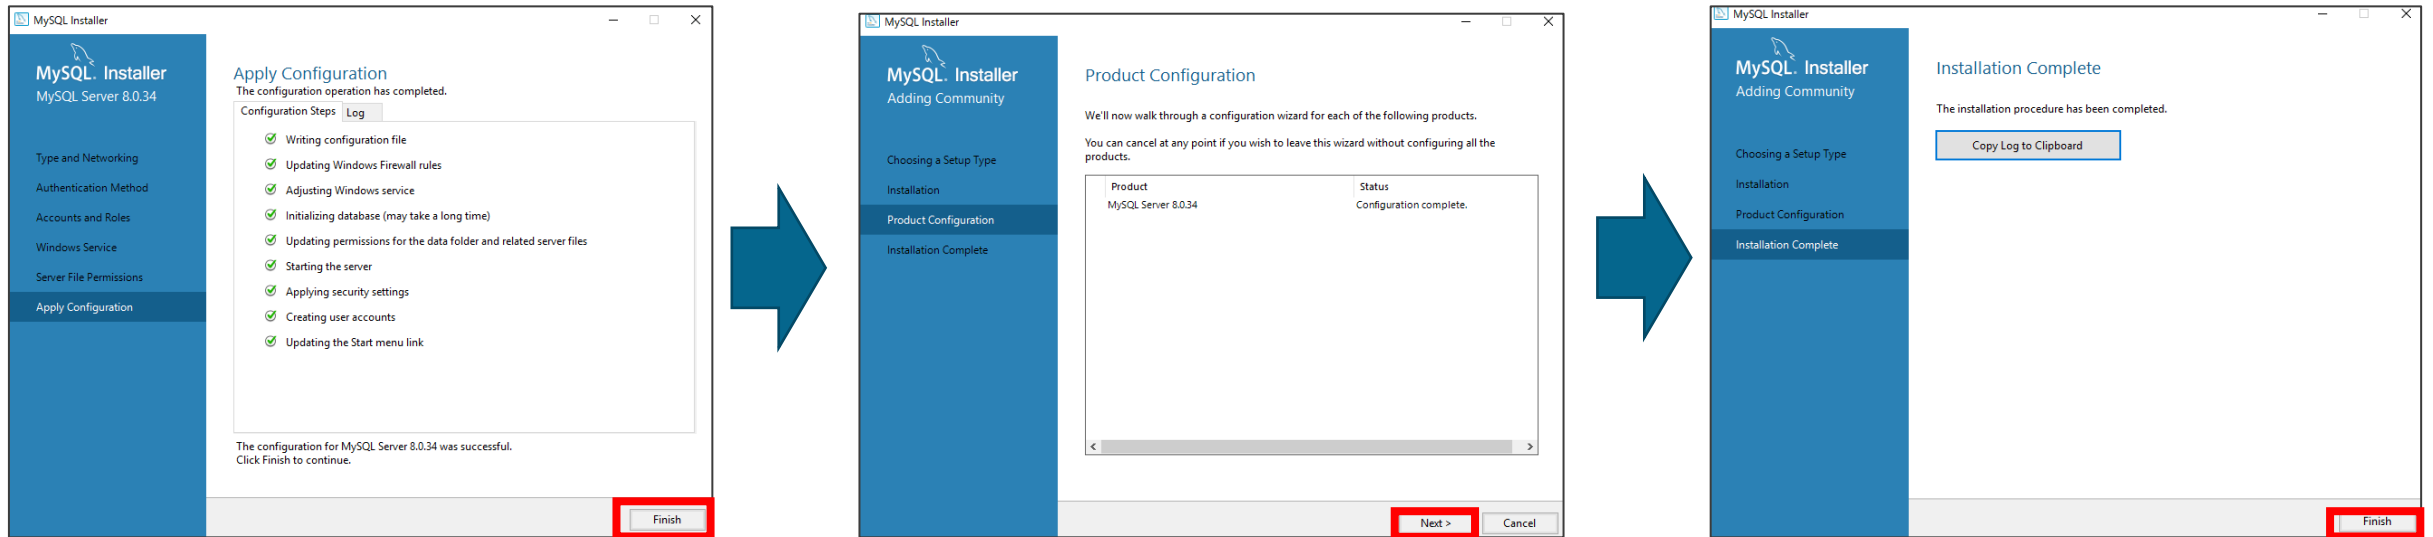 MySQL Installer
MySQL. Installer
MySQL Server 8.0.34
Type and Networking
Authentication Method
Accounts and Roles
Windows Service
Server File Permissions
Apply Configuration
Apply Configuration
The configuration operation has completed.
Configuration Steps Log
Writing configuration file
Updating Windows Firewall rules
Adjusting Windows service
Initializing database (may take a long time)
Updating permissions for the data folder and related server files
Starting the server
Applying security settings
Creating user accounts
Updating the Start menu link
The configuration for MySQL Server 8.0.34 was successful.
Click Finish to continue.
Finish
MySQL Installer
MySQL. Installer
Adding Community
Choosing a Setup Type
Installation
Product Configuration
Installation Complete
Product Configuration
We'll now walk through a configuration wizard for each of the following products.
You can cancel at any point if you wish to leave this wizard without configuring all the
products.
Product Status
MySQL Server 8.0.34 Configuration complete.
Next > Cancel
MySQL Installer
MySQL. Installer
Adding Community
Choosing a Setup Type
Installation
Product Configuration
Installation Complete
Installation Complete
The installation procedure has been completed.
Copy Log to Clipboard
Finish